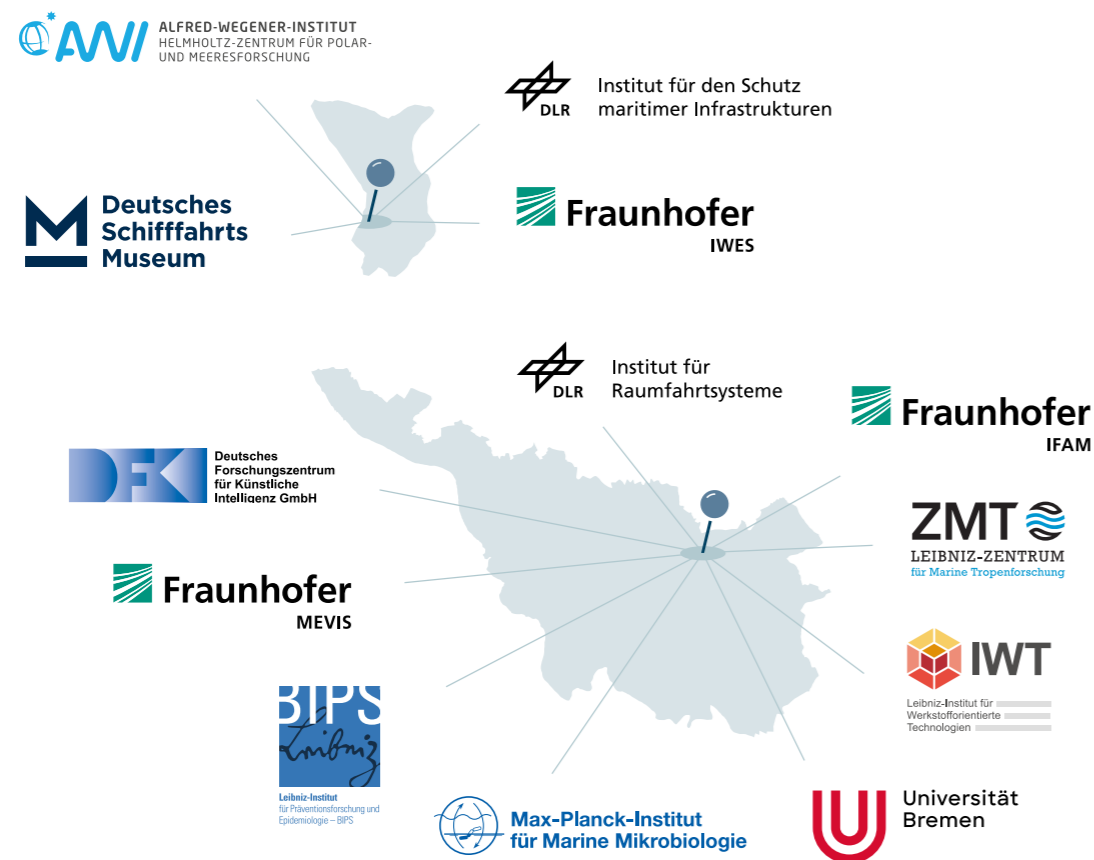 AWI
ALFRED-WEGENER-INSTITUT
HELMHOLTZ-ZENTRUM FÜR POLAR-
UND MEERESFORSCHUNG
DLR
Institut für den Schutz
maritimer Infrastrukturen
Deutsches
Schifffahrts
Museum
Fraunhofer
IWES
DLR
Institut für
Raumfahrtsysteme
Fraunhofer
IFAM
DFKI
Deutsches
Forschungszentrum
für Künstliche
Intelligenz GmbH
ZMT
LEIBNIZ-ZENTRUM
für Marine Tropenforschung
Fraunhofer
MEVIS
IWT
Leibniz-Institut für
Werkstofforientierte
Technologien
BIPS
Leibniz
Leibniz-Institut
für Präventionsforschung und
Epidemiologie – BIPS
Max-Planck-Institut
für Marine Mikrobiologie
Universität
Bremen